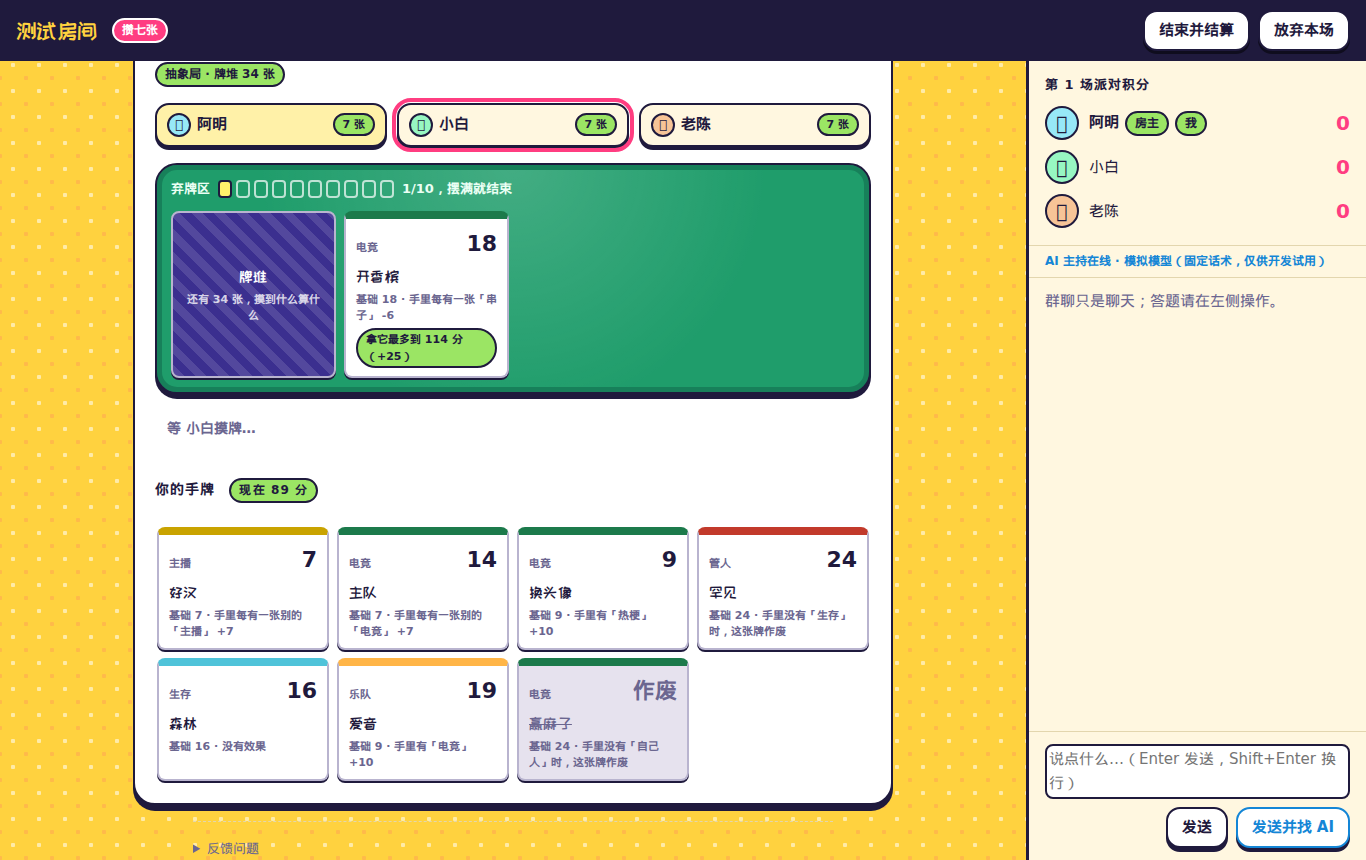 测试房间 攒七张 结束并结算 放弃本场
抽象局 · 牌堆 34 张
阿明 7 张 小白 7 张 老陈 7 张
弃牌区 1/10，摆满就结束
牌堆
还有 34 张，摸到什么算什
么
电竞 18
开香槟
基础 18 · 手里每有一张「串
子」 -6
拿它最多到 114 分
（+25）
等 小白摸牌…
你的手牌 现在 89 分
主播 7
好汉
基础 7 · 手里每有一张别的
「主播」 +7
电竞 14
主队
基础 7 · 手里每有一张别的
「电竞」 +7
电竞 9
换头像
基础 9 · 手里有「热梗」
+10
管人 24
罕见
基础 24 · 手里没有「生存」
时，这张牌作废
生存 16
森林
基础 16 · 没有效果
乐队 19
爱音
基础 9 · 手里有「电竞」
+10
电竞 作废
赢麻子
基础 24 · 手里没有「自己
人」时，这张牌作废
反馈问题
第 1 场派对积分
阿明 房主 我 0
小白 0
老陈 0
AI 主持在线 · 模拟模型（固定话术，仅供开发试用）
群聊只是聊天；答题请在左侧操作。
说点什么…（Enter 发送，Shift+Enter 换
行）
发送 发送并找 AI